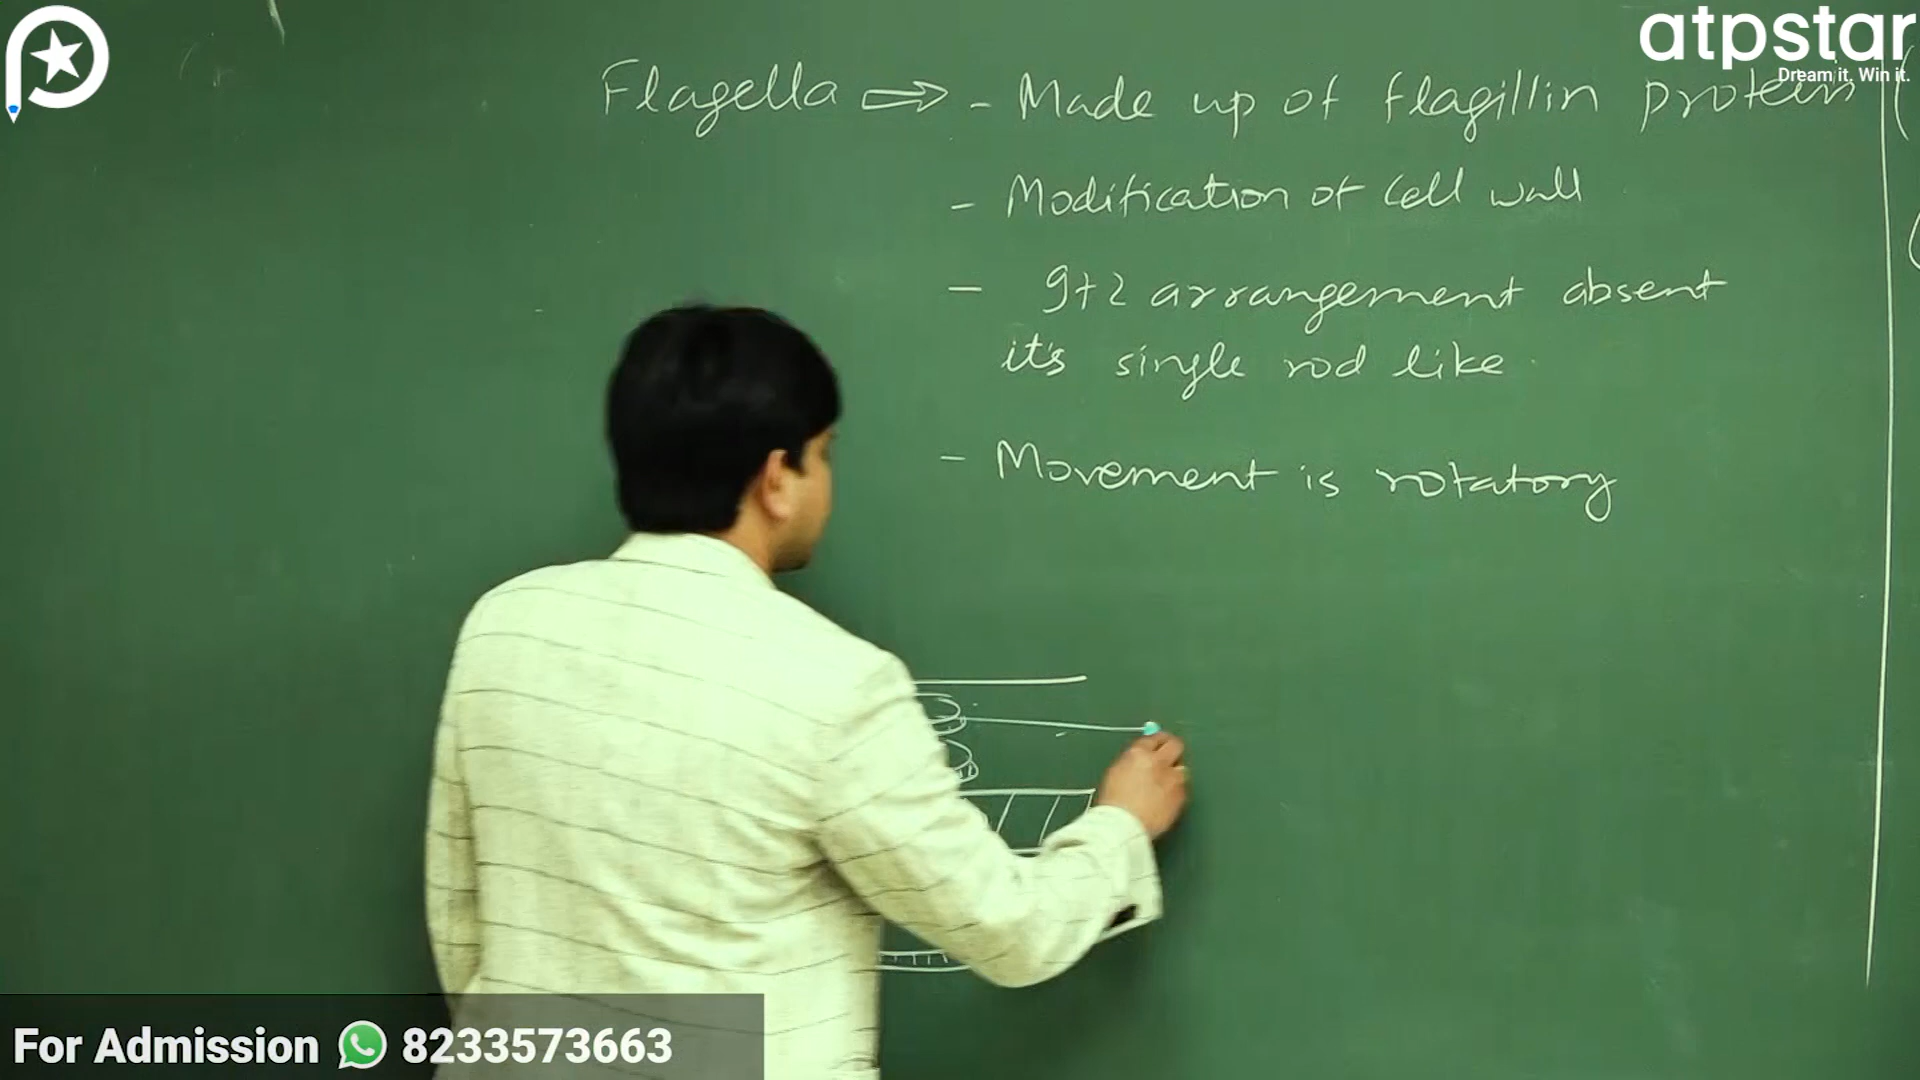 atpstar
Dream it. Win it.
Flagella ⇒ - Made up of flagillin protein
- Modification of cell wall
- 9+2 arrangement absent
it's single rod like
- Movement is rotatory
For Admission 8233573663